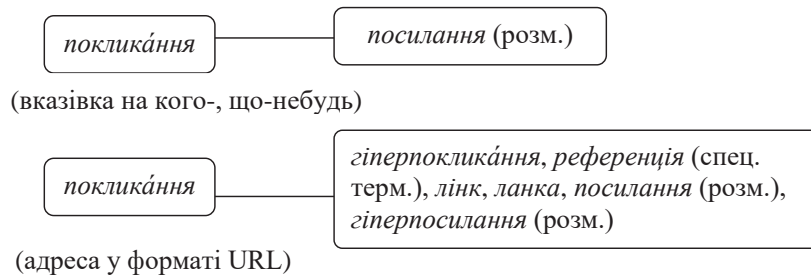 поклика́ння
посилання (розм.)
(вказівка на кого-, що-небудь)
поклика́ння
гіперпоклика́ння, референція (спец.
терм.), лінк, ланка, посилання (розм.),
гіперпосилання (розм.)
(адреса у форматі URL)